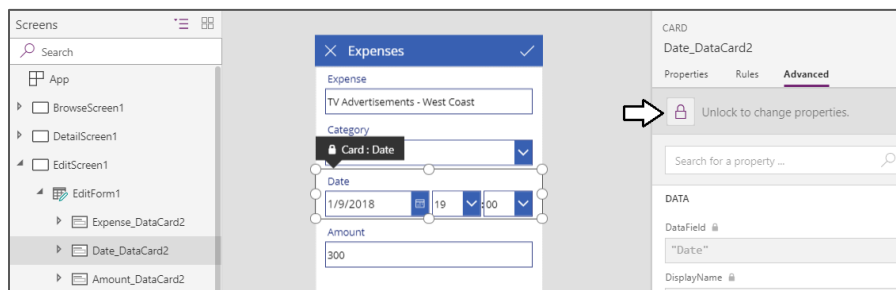 Screens
Search
App
BrowseScreen1
DetailScreen1
EditScreen1
EditForm1
Expense_DataCard2
Date_DataCard2
Amount_DataCard2
Expenses
Expense
TV Advertisements - West Coast
Category
Card : Date
Date
1/9/2018 19 : 00
Amount
300
CARD
Date_DataCard2
Properties Rules Advanced
Unlock to change properties.
Search for a property ...
DATA
DataField
"Date"
DisplayName